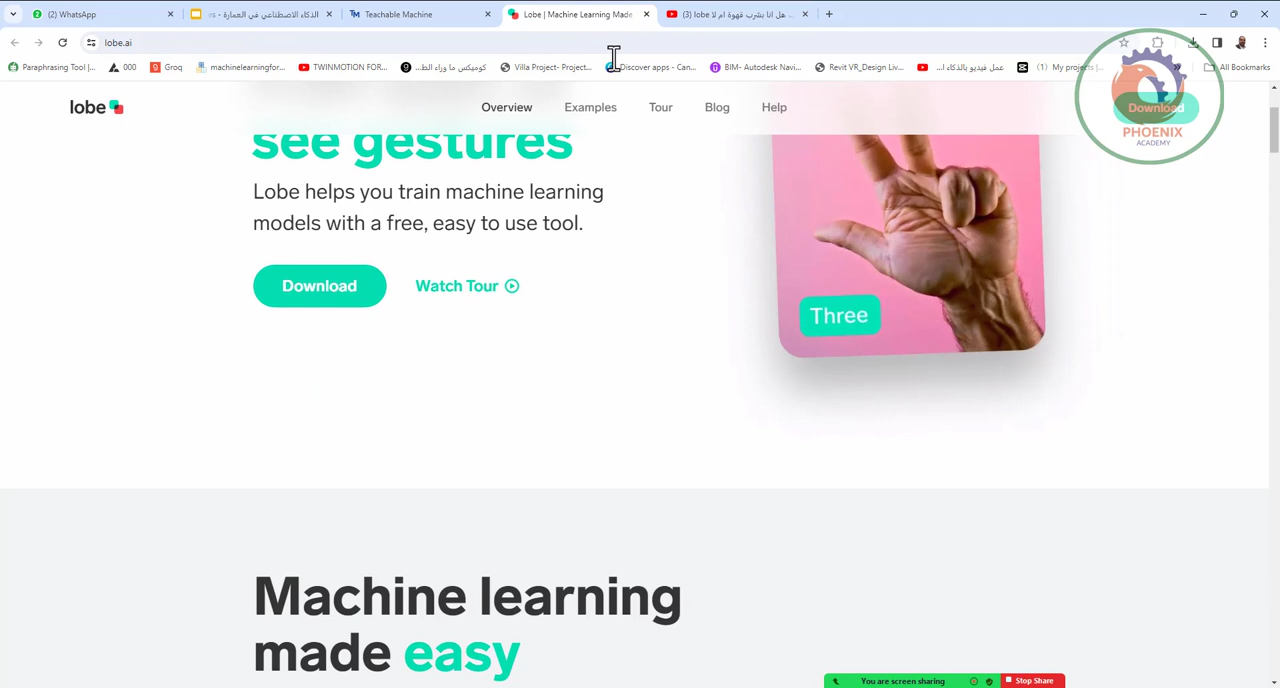 (2) WhatsApp
الذكاء الاصطناعي في العمارة - es
Teachable Machine
Lobe | Machine Learning Made
(3) lobe هل انا بشرب قهوة ام لا
lobe.ai
Paraphrasing Tool |...
000
Groq
machinelearningfor...
TWINMOTION FOR...
كوميكس ما وراء الط...
Villa Project- Project...
Discover apps - Can...
BIM- Autodesk Navi...
Revit VR_Design Liv...
عمل فيديو بالذكاء ا...
(1) My projects |...
All Bookmarks
lobe
Overview
Examples
Tour
Blog
Help
Download
PHOENIX
ACADEMY
see gestures
Lobe helps you train machine learning
models with a free, easy to use tool.
Download
Watch Tour
Three
Machine learning
made easy
You are screen sharing
Stop Share